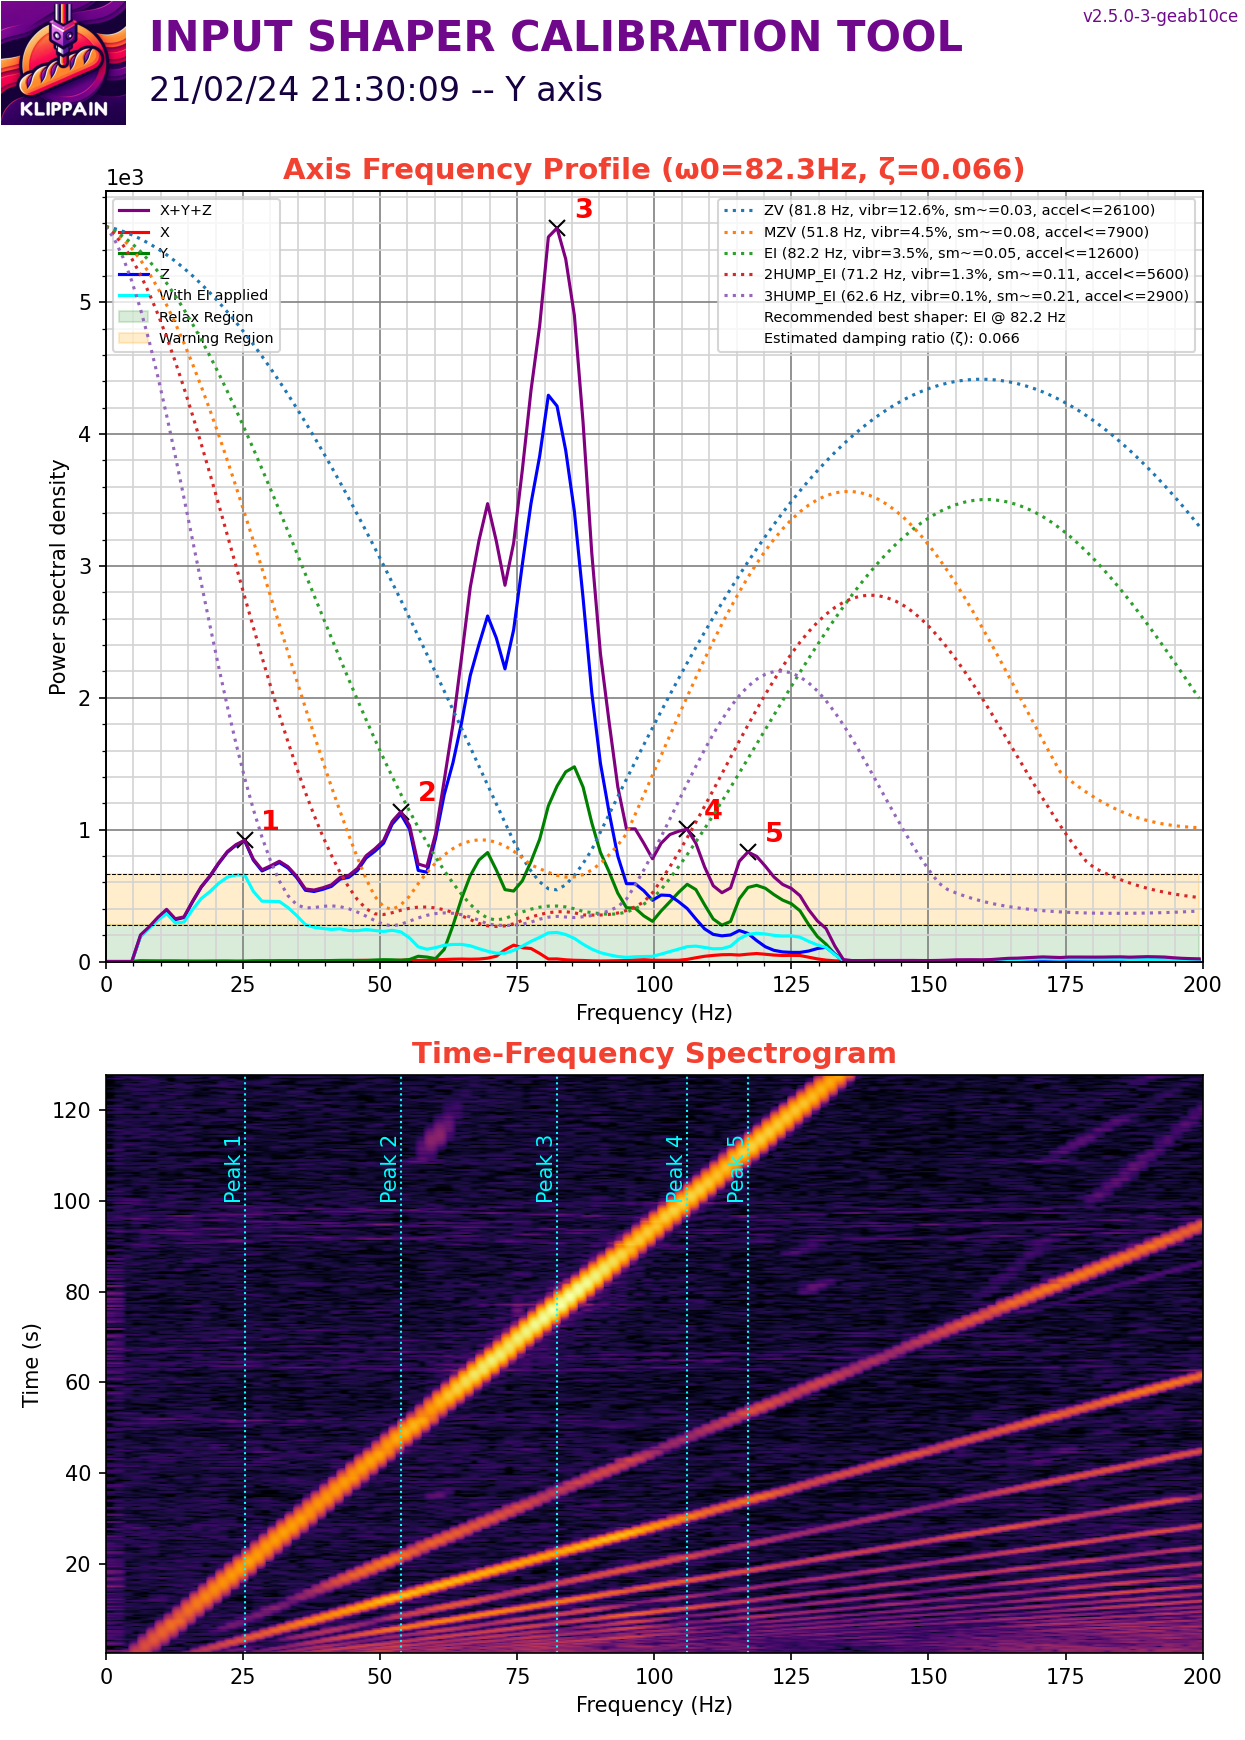 KLIPPAIN
INPUT SHAPER CALIBRATION TOOL
21/02/24 21:30:09 -- Y axis
v2.5.0-3-geab10ce
Axis Frequency Profile (ω0=82.3Hz, ζ=0.066)
1e3
X+Y+Z
X
Y
Z
With EI applied
Relax Region
Warning Region
ZV (81.8 Hz, vibr=12.6%, sm~=0.03, accel<=26100)
MZV (51.8 Hz, vibr=4.5%, sm~=0.08, accel<=7900)
EI (82.2 Hz, vibr=3.5%, sm~=0.05, accel<=12600)
2HUMP_EI (71.2 Hz, vibr=1.3%, sm~=0.11, accel<=5600)
3HUMP_EI (62.6 Hz, vibr=0.1%, sm~=0.21, accel<=2900)
Recommended best shaper: EI @ 82.2 Hz
Estimated damping ratio (ζ): 0.066
3
2
1
4
5
Power spectral density
5
4
3
2
1
0
0 25 50 75 100 125 150 175 200
Frequency (Hz)
Time-Frequency Spectrogram
Peak 1
Peak 2
Peak 3
Peak 4
Peak 5
Time (s)
120
100
80
60
40
20
0 25 50 75 100 125 150 175 200
Frequency (Hz)